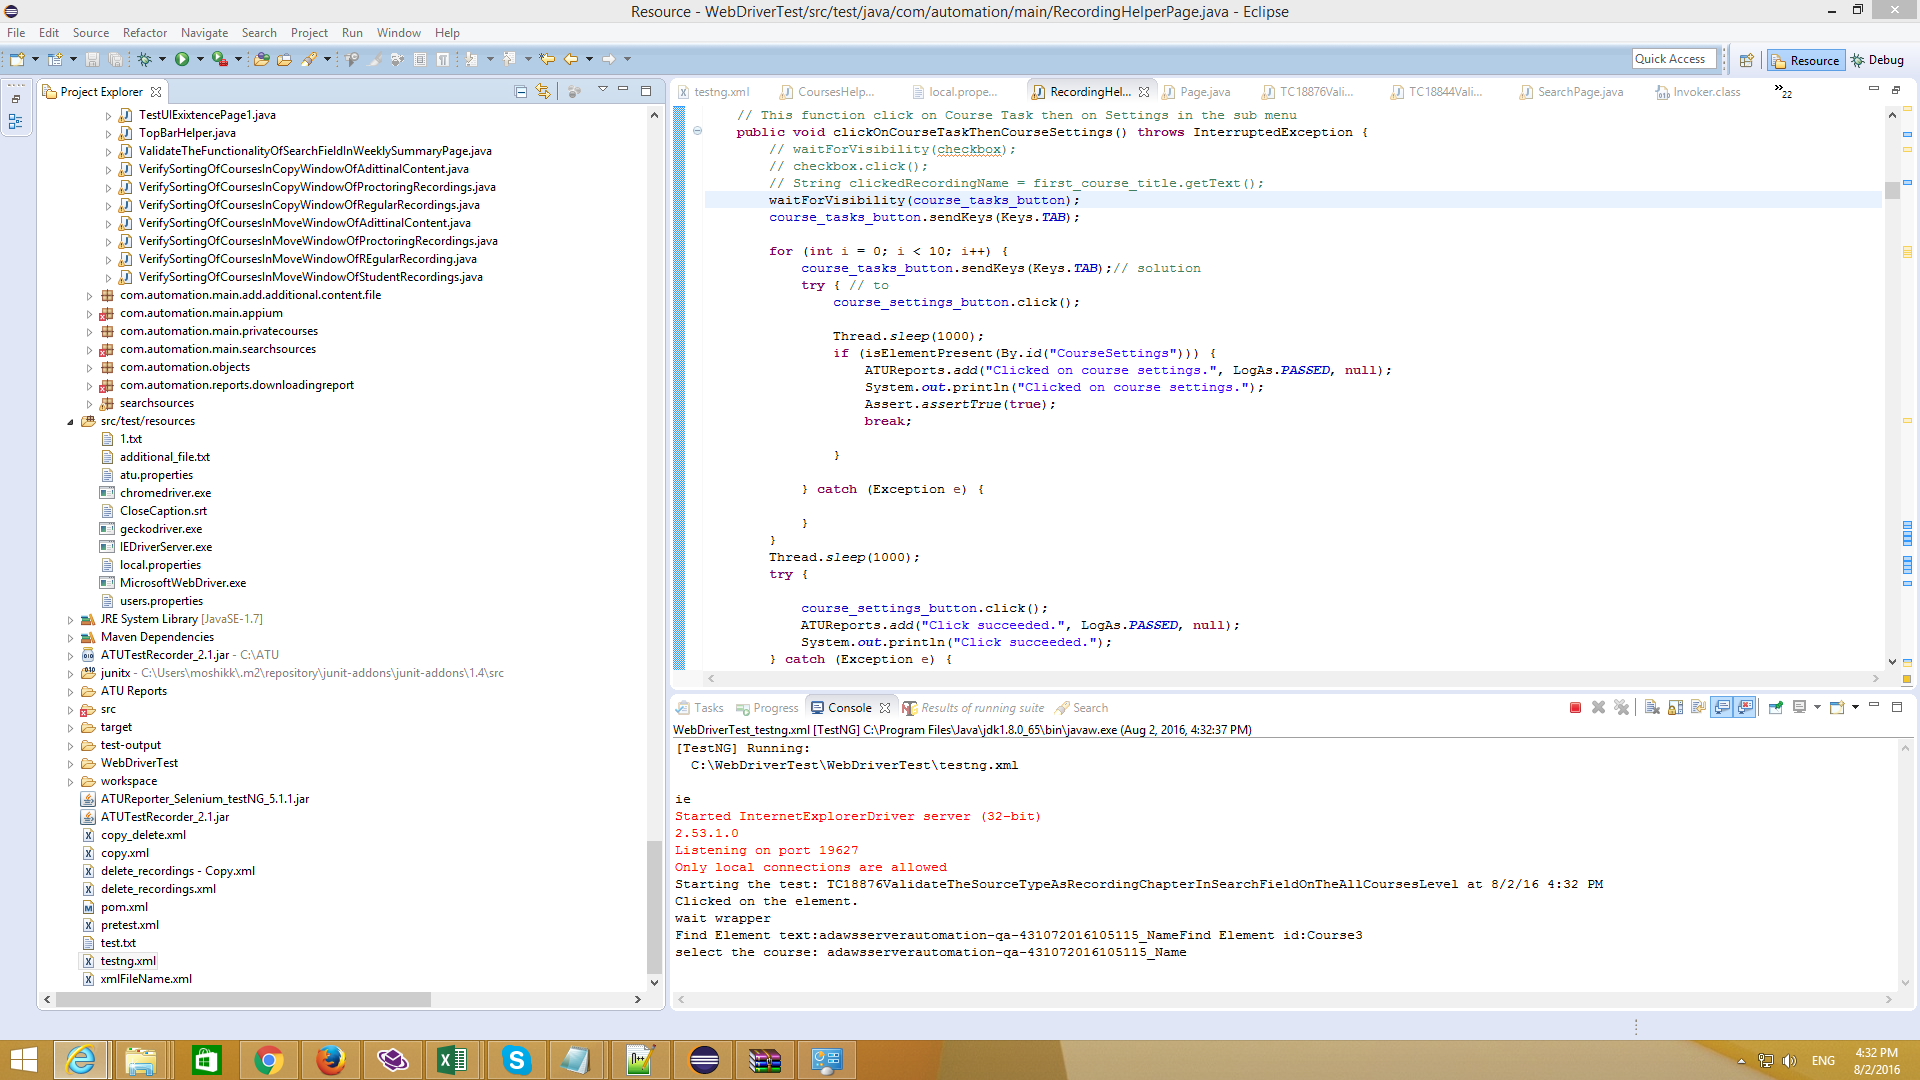 Resource - WebDriverTest/src/test/java/com/automation/main/RecordingHelperPage.java - Eclipse
File Edit Source Refactor Navigate Search Project Run Window Help
Quick Access
Resource
Debug
Project Explorer
TestUIExixtencePage1.java
TopBarHelper.java
ValidateTheFunctionalityOfSearchFieldInWeeklySummaryPage.java
VerifySortingOfCoursesInCopyWindowOfAdittinalContent.java
VerifySortingOfCoursesInCopyWindowOfProctoringRecordings.java
VerifySortingOfCoursesInCopyWindowOfRegularRecordings.java
VerifySortingOfCoursesInMoveWindowOfAdittinalContent.java
VerifySortingOfCoursesInMoveWindowOfProctoringRecordings.java
VerifySortingOfCoursesInMoveWindowOfREgularRecording.java
VerifySortingOfCoursesInMoveWindowOfStudentRecordings.java
com.automation.main.add.additional.content.file
com.automation.main.appium
com.automation.main.privatecourses
com.automation.main.searchsources
com.automation.objects
com.automation.reports.downloadingreport
searchsources
src/test/resources
1.txt
additional_file.txt
atu.properties
chromedriver.exe
CloseCaption.srt
geckodriver.exe
IEDriverServer.exe
local.properties
MicrosoftWebDriver.exe
users.properties
JRE System Library [JavaSE-1.7]
Maven Dependencies
ATUTestRecorder_2.1.jar - C:\ATU
junitx - C:\Users\moshikk\.m2\repository\junit-addons\junit-addons\1.4\src
ATU Reports
src
target
test-output
WebDriverTest
workspace
ATUReporter_Selenium_testNG_5.1.1.jar
ATUTestRecorder_2.1.jar
copy_delete.xml
copy.xml
delete_recordings - Copy.xml
delete_recordings.xml
pom.xml
pretest.xml
test.txt
testng.xml
xmlFileName.xml
testng.xml CoursesHelp... local.prope... RecordingHel... Page.java TC18876Vali... TC18844Vali... SearchPage.java Invoker.class »22
// This function click on Course Task then on Settings in the sub menu
public void clickOnCourseTaskThenCourseSettings() throws InterruptedException {
// waitForVisibility(checkbox);
// checkbox.click();
// String clickedRecordingName = first_course_title.getText();
waitForVisibility(course_tasks_button);
course_tasks_button.sendKeys(Keys.TAB);
for (int i = 0; i < 10; i++) {
course_tasks_button.sendKeys(Keys.TAB);// solution
try { // to
course_settings_button.click();
Thread.sleep(1000);
if (isElementPresent(By.id("CourseSettings"))) {
ATUReports.add("Clicked on course settings.", LogAs.PASSED, null);
System.out.println("Clicked on course settings.");
Assert.assertTrue(true);
break;
}
} catch (Exception e) {
}
}
Thread.sleep(1000);
try {
course_settings_button.click();
ATUReports.add("Click succeeded.", LogAs.PASSED, null);
System.out.println("Click succeeded.");
} catch (Exception e) {
Tasks Progress Console Results of running suite Search
WebDriverTest_testng.xml [TestNG] C:\Program Files\Java\jdk1.8.0_65\bin\javaw.exe (Aug 2, 2016, 4:32:37 PM)
[TestNG] Running:
C:\WebDriverTest\WebDriverTest\testng.xml
ie
Started InternetExplorerDriver server (32-bit)
2.53.1.0
Listening on port 19627
Only local connections are allowed
Starting the test: TC18876ValidateTheSourceTypeAsRecordingChapterInSearchFieldOnTheAllCoursesLevel at 8/2/16 4:32 PM
Clicked on the element.
wait wrapper
Find Element text:adawsserverautomation-qa-431072016105115_NameFind Element id:Course3
select the course: adawsserverautomation-qa-431072016105115_Name
ENG
4:32 PM
8/2/2016